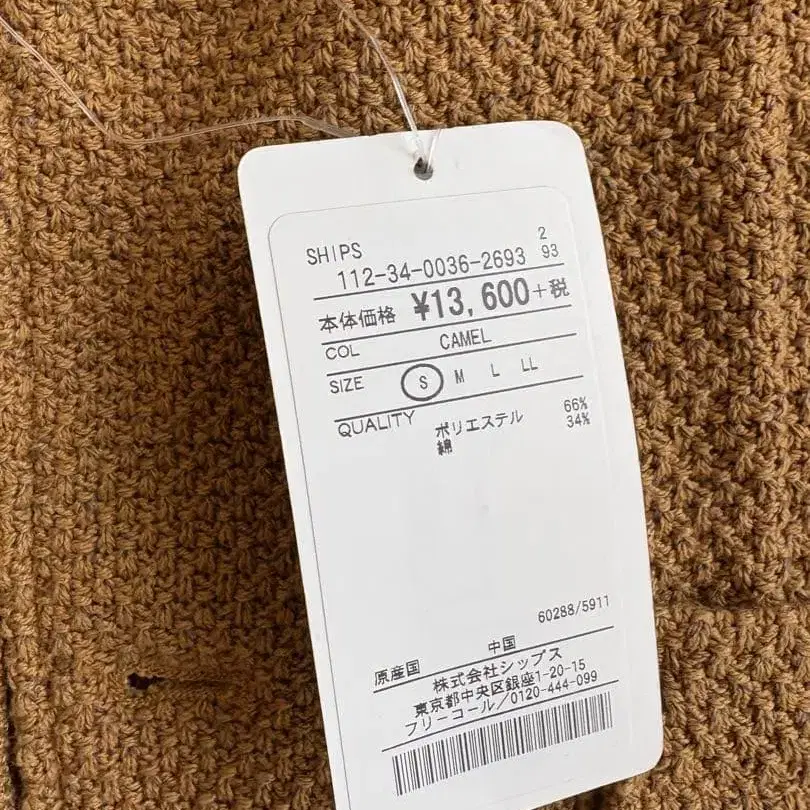 SHIPS
2
112-34-0036-2693 93
本体価格 ¥13,600+税
COL CAMEL
SIZE S M L LL
QUALITY ポリエステル 66%
綿 34%
60288/5911
原産国 中国
株式会社シップス
東京都中央区銀座1-20-15
フリーコール/0120-444-099